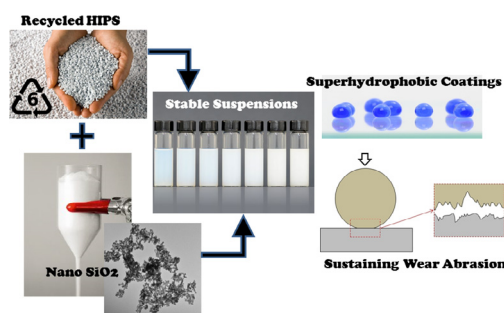 Recycled HIPS
6
Stable Suspensions
Superhydrophobic Coatings
Nano SiO2
Sustaining Wear Abrasion